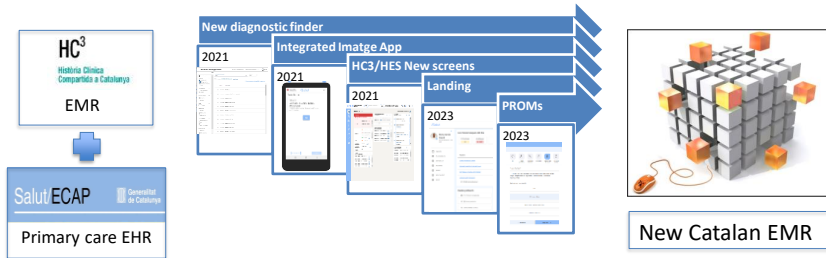 HC³
Història Clínica
Compartida a Catalunya
EMR
Salut/ECAP
Generalitat
de Catalunya
Primary care EHR
New diagnostic finder
2021
Integrated Imatge App
2021
HC3/HES New screens
2021
Landing
2023
PROMs
2023
New Catalan EMR